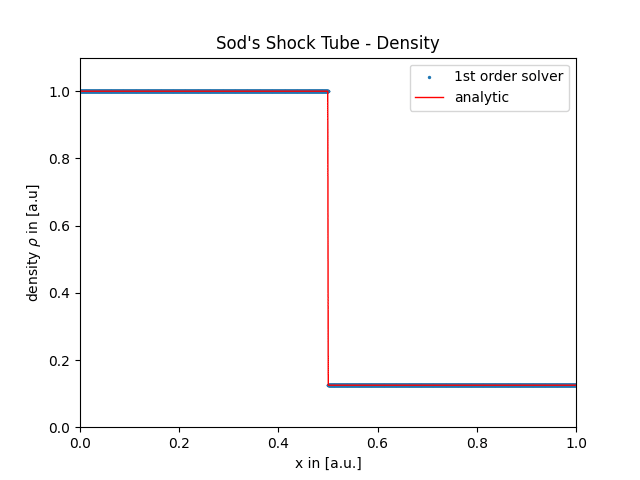 Sod's Shock Tube - Density
1st order solver
analytic
density ρ in [a.u]
1.0
0.8
0.6
0.4
0.2
0.0
0.0 0.2 0.4 0.6 0.8 1.0
x in [a.u.]